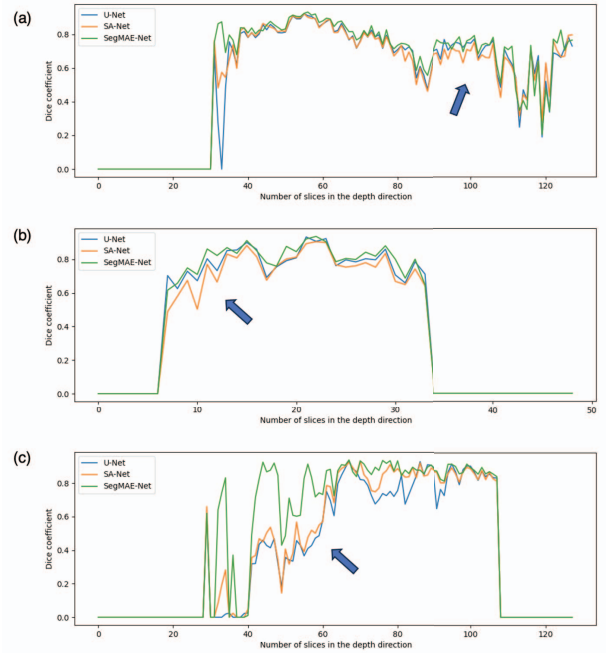 (a)
U-Net
SA-Net
SegMAE-Net
Dice coefficient
0.8
0.6
0.4
0.2
0.0
0 20 40 60 80 100 120
Number of slices in the depth direction
(b)
U-Net
SA-Net
SegMAE-Net
Dice coefficient
0.8
0.6
0.4
0.2
0.0
0 10 20 30 40 50
Number of slices in the depth direction
(c)
U-Net
SA-Net
SegMAE-Net
Dice coefficient
0.8
0.6
0.4
0.2
0.0
0 20 40 60 80 100 120
Number of slices in the depth direction